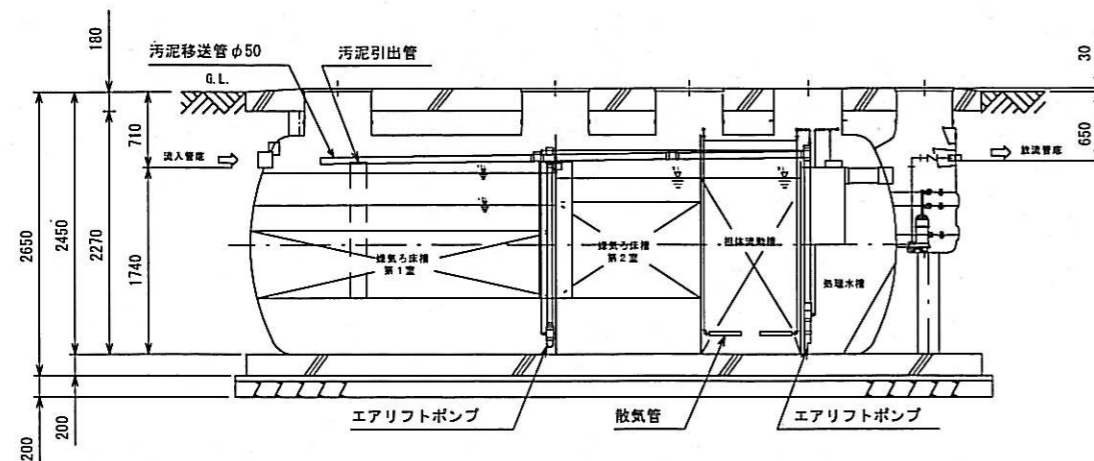 180
汚泥移送管φ50
汚泥引出管
G.L.
30
710
650
流入管底
放流管底
2650
2450
2270
1740
嫌気ろ床槽
第1室
嫌気ろ床槽
第2室
担体流動槽
処理水槽
エアリフトポンプ
散気管
エアリフトポンプ
200
200